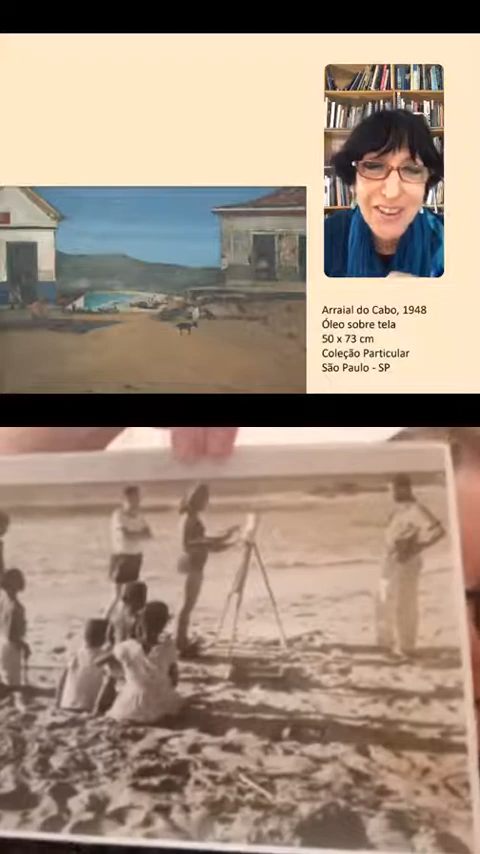 Arraial do Cabo, 1948
Óleo sobre tela
50 x 73 cm
Coleção Particular
São Paulo - SP